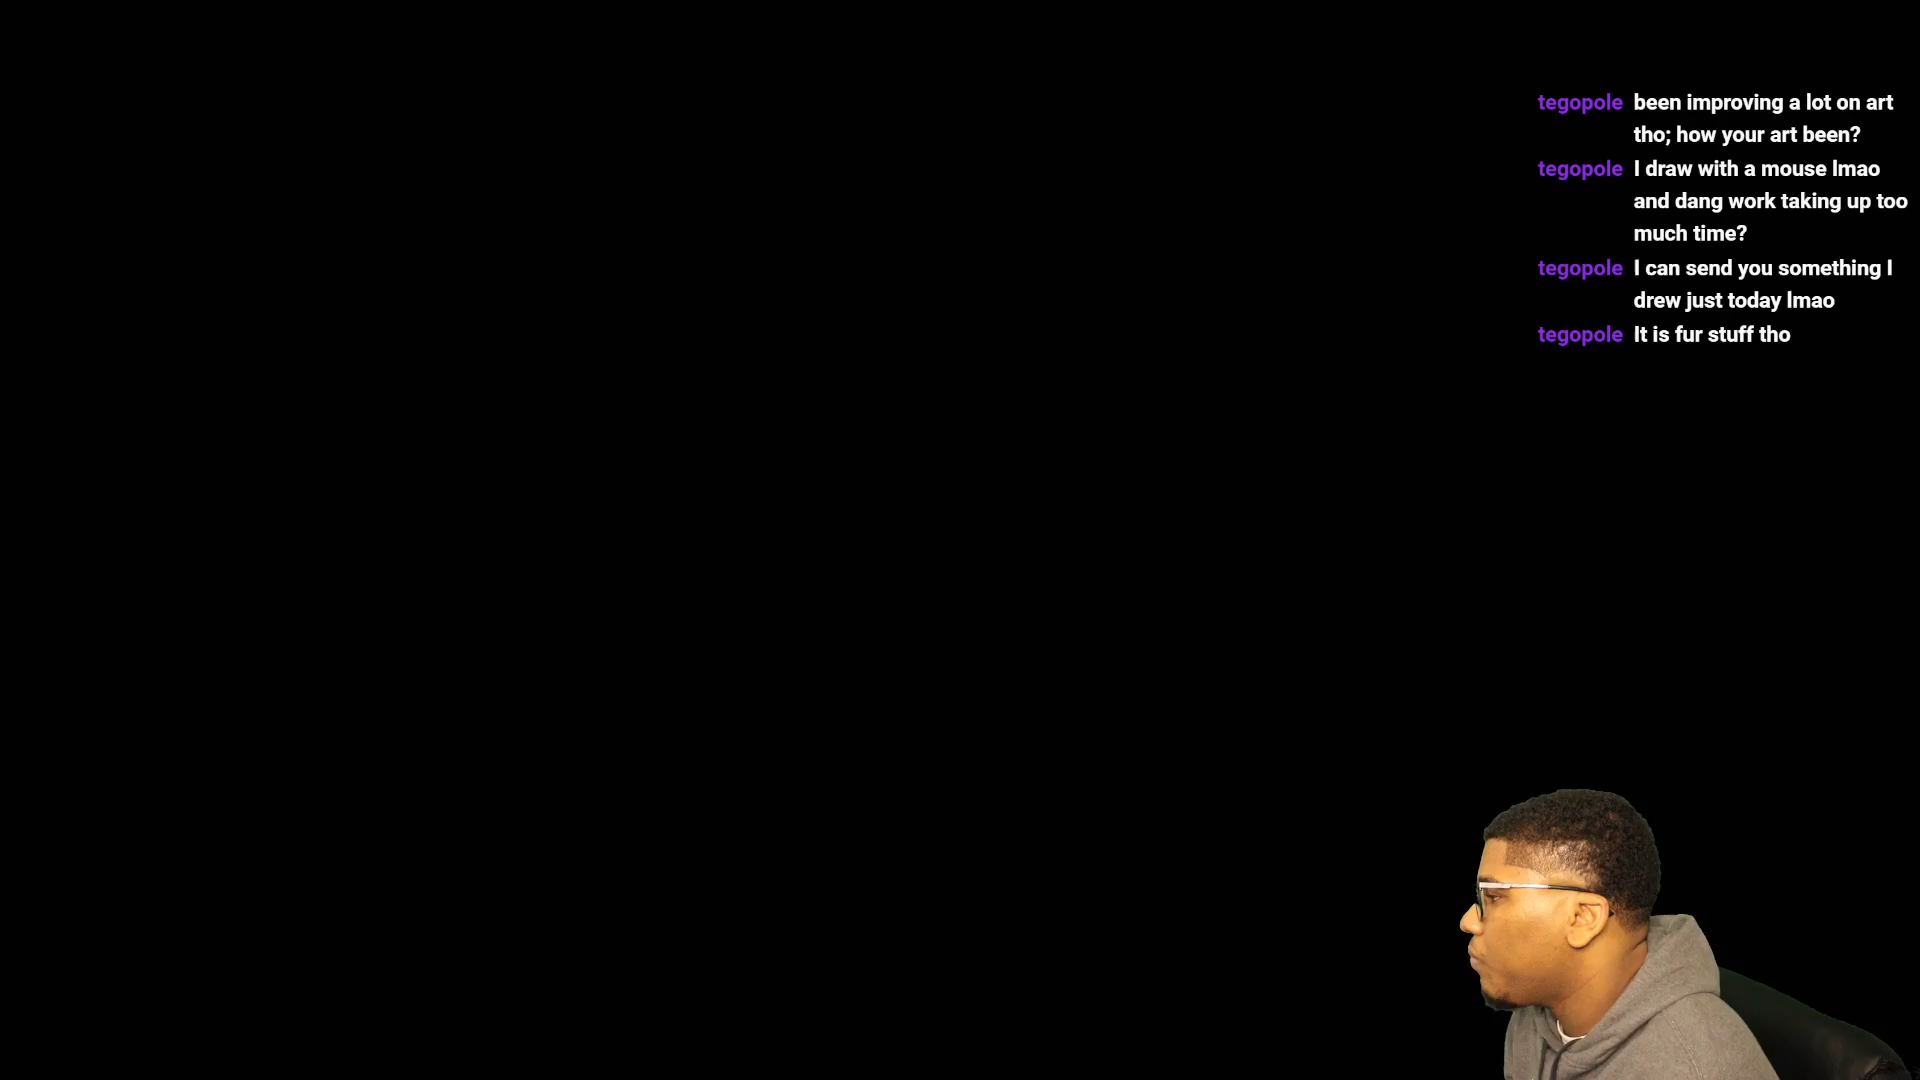 tegopole been improving a lot on art
tho; how your art been?
tegopole I draw with a mouse lmao
and dang work taking up too
much time?
tegopole I can send you something I
drew just today lmao
tegopole It is fur stuff tho